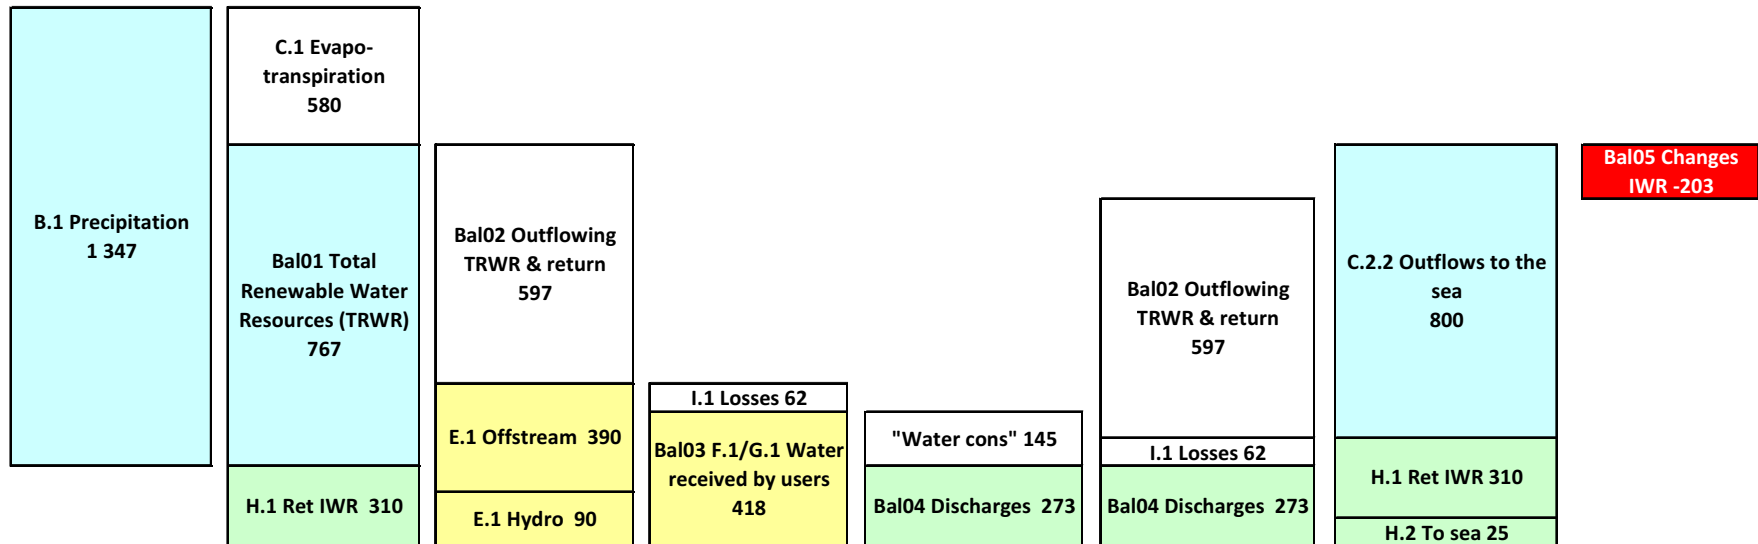 B.1 Precipitation
1 347
C.1 Evapo-
transpiration
580
Bal01 Total
Renewable Water
Resources (TRWR)
767
H.1 Ret IWR 310
Bal02 Outflowing
TRWR & return
597
E.1 Offstream 390
E.1 Hydro 90
I.1 Losses 62
Bal03 F.1/G.1 Water
received by users
418
"Water cons" 145
Bal04 Discharges 273
Bal02 Outflowing
TRWR & return
597
I.1 Losses 62
Bal04 Discharges 273
C.2.2 Outflows to the
sea
800
H.1 Ret IWR 310
H.2 To sea 25
Bal05 Changes
IWR -203